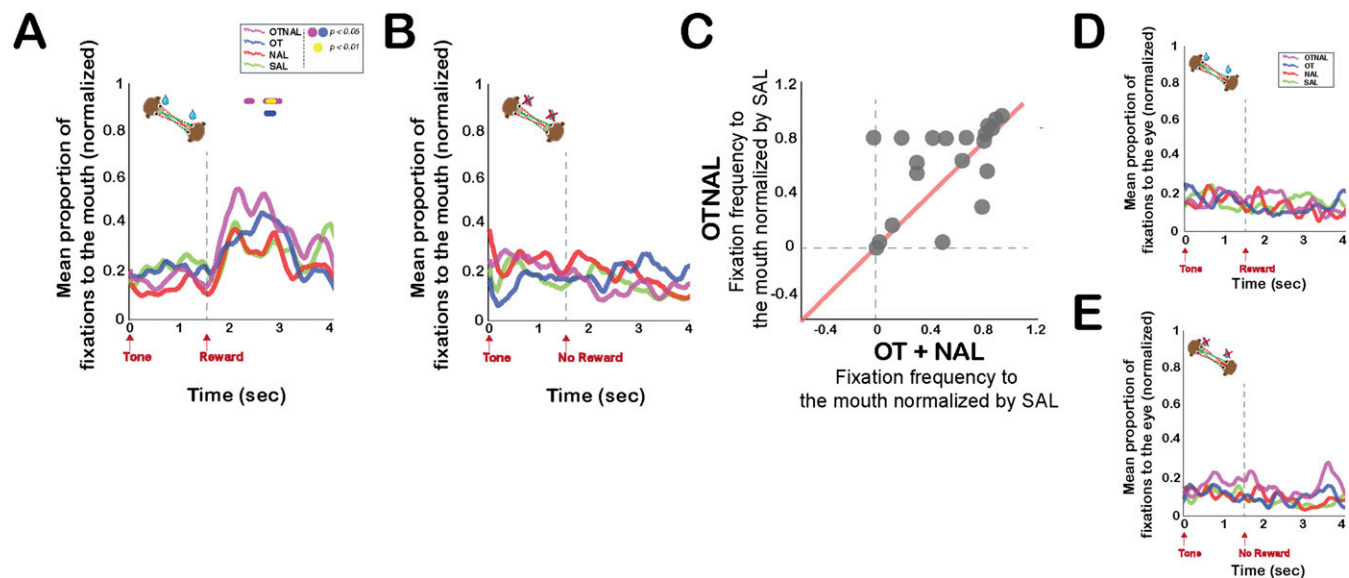 A
OTNAL
OT
NAL
SAL
p < 0.05
p < 0.01
Mean proportion of
fixations to the mouth (normalized)
1
0.8
0.6
0.4
0.2
0
0
1
2
3
4
Tone
Reward
Time (sec)
B
Mean proportion of
fixations to the mouth (normalized)
1
0.8
0.6
0.4
0.2
0
0
1
2
3
4
Tone
No Reward
Time (sec)
C
OTNAL
Fixation frequency to
the mouth normalized by SAL
1.2
0.8
0.4
0
-0.4
-0.4
0
0.4
0.8
1.2
OT + NAL
Fixation frequency to
the mouth normalized by SAL
D
OTNAL
OT
NAL
SAL
Mean proportion of
fixations to the eye (normalized)
1
0.8
0.6
0.4
0.2
0
0
1
2
3
4
Tone
Reward
Time (sec)
E
Mean proportion of
fixations to the eye (normalized)
1
0.8
0.6
0.4
0.2
0
0
1
2
3
4
Tone
No Reward
Time (sec)